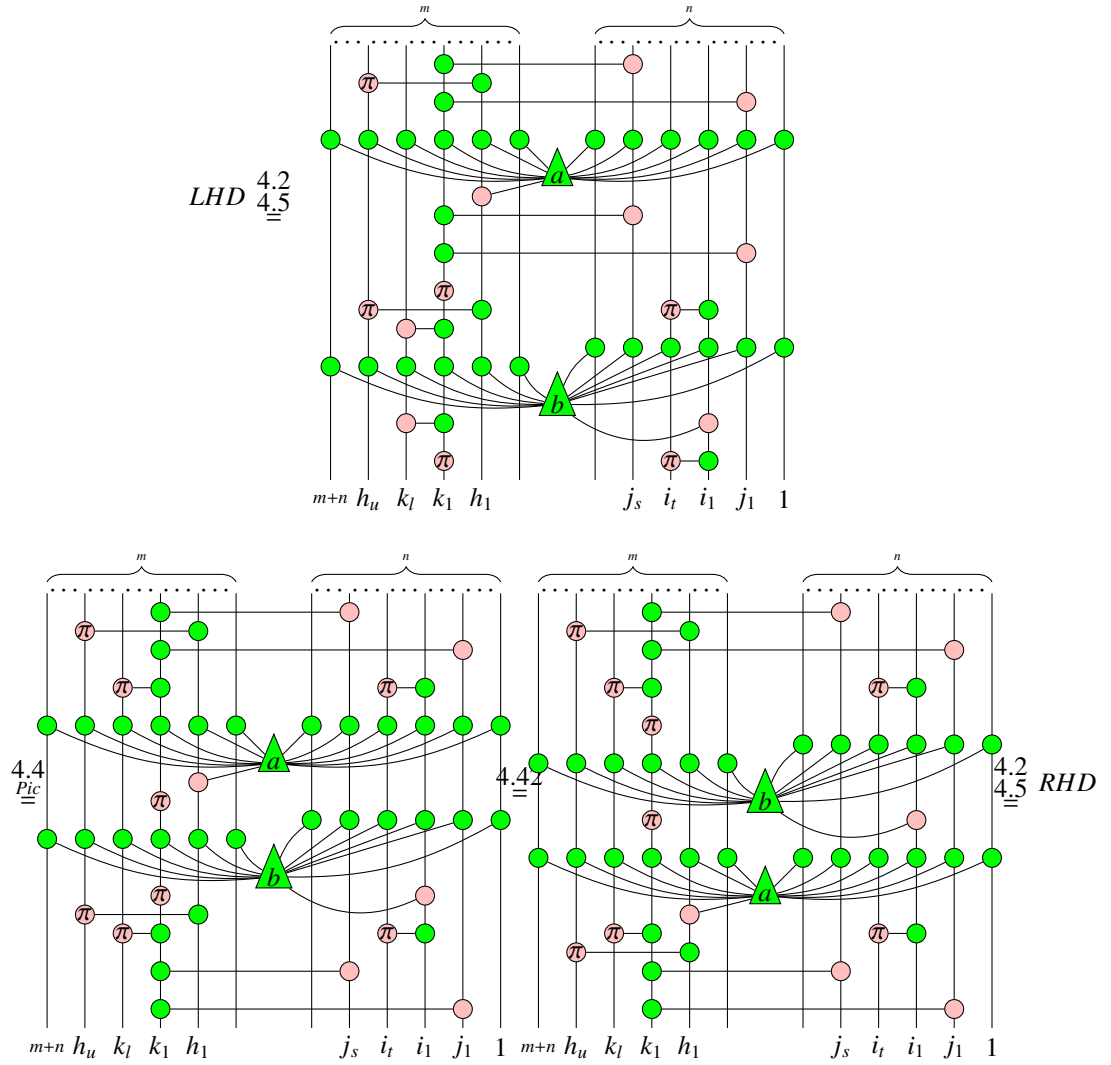 m n
π
a
LHD 4.2 4.5 =
π
π π
b
π π
m+n h_u k_l k_1 h_1 j_s i_t i_1 j_1 1
m n m n
π π
π π π π
π
a
4.4 Pic = 4.42 = b 4.2 4.5 = RHD
π π
b a
π
π
π π π π
π
m+n h_u k_l k_1 h_1 j_s i_t i_1 j_1 1 m+n h_u k_l k_1 h_1 j_s i_t i_1 j_1 1